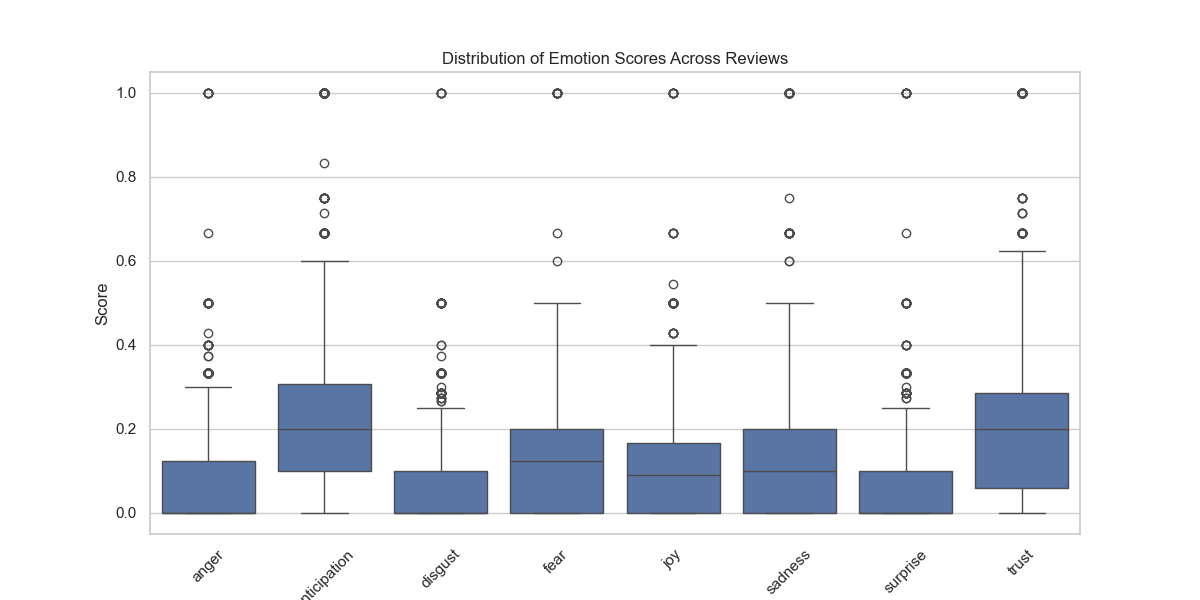 Distribution of Emotion Scores Across Reviews
1.0
0.8
0.6
0.4
0.2
0.0
Score
anger
nticipation
disgust
fear
joy
sadness
surprise
trust